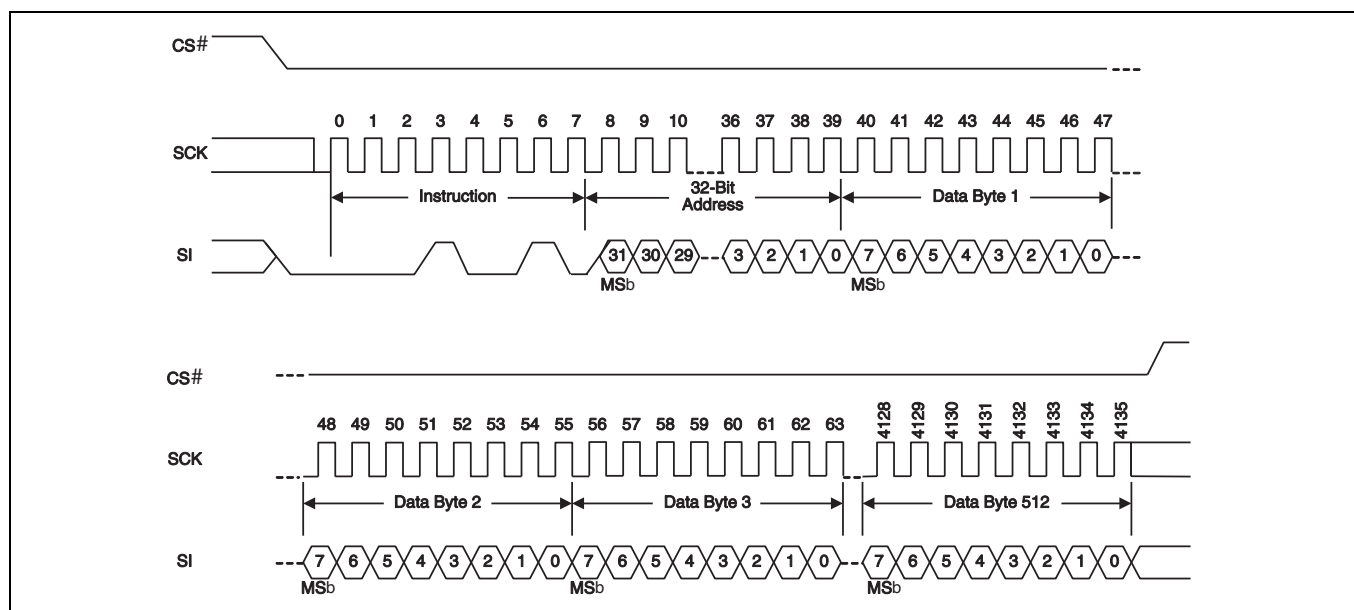 CS#
0 1 2 3 4 5 6 7 8 9 10 36 37 38 39 40 41 42 43 44 45 46 47
SCK
Instruction
32-Bit
Address
Data Byte 1
SI
31 30 29 3 2 1 0 7 6 5 4 3 2 1 0
MSb MSb
CS#
48 49 50 51 52 53 54 55 56 57 58 59 60 61 62 63 4128 4129 4130 4131 4132 4133 4134 4135
SCK
Data Byte 2 Data Byte 3 Data Byte 512
SI
7 6 5 4 3 2 1 0 7 6 5 4 3 2 1 0 7 6 5 4 3 2 1 0
MSb MSb MSb